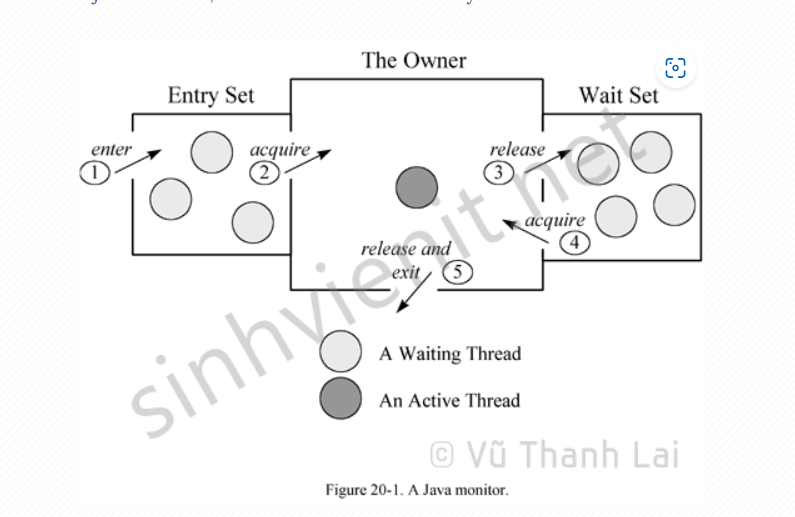 The Owner
Entry Set
Wait Set
enter
1
acquire
2
release
3
acquire
4
release and
exit
5
A Waiting Thread
An Active Thread
sinhvienit.net
© Vũ Thanh Lai
Figure 20-1. A Java monitor.